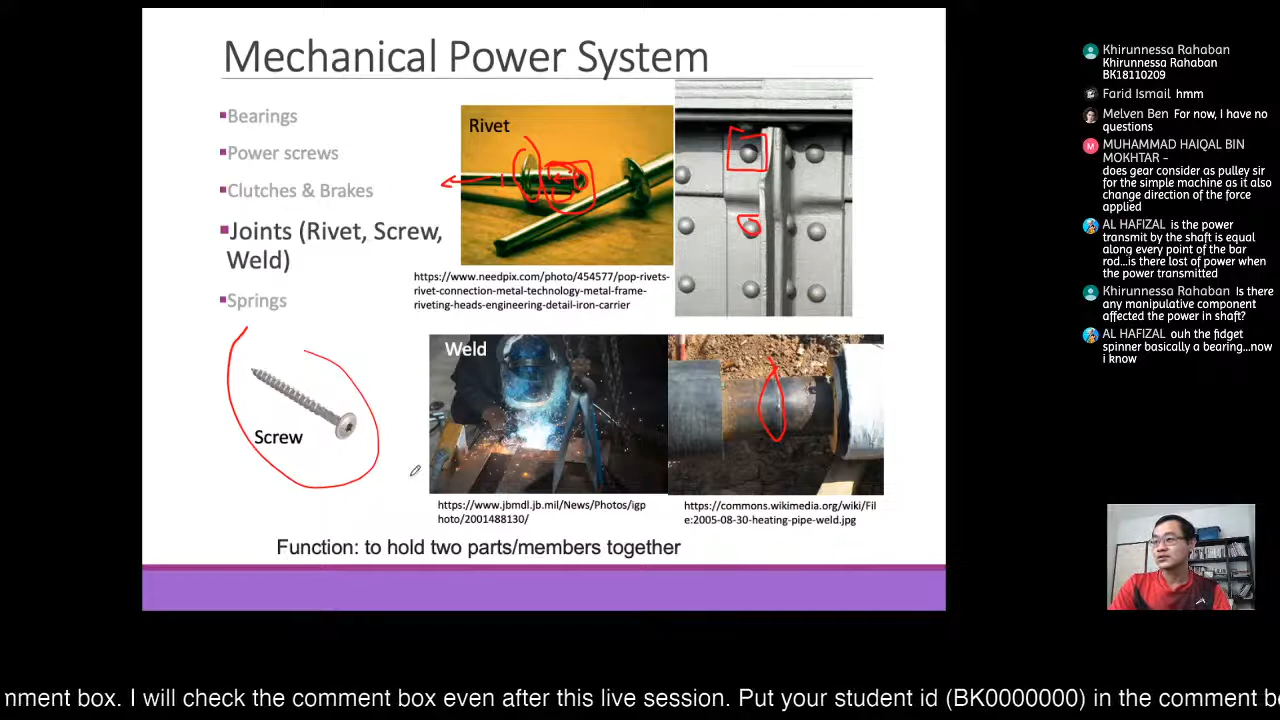 Mechanical Power System
Bearings
Power screws
Clutches & Brakes
Joints (Rivet, Screw,
Weld)
Springs
Rivet
https://www.needpix.com/photo/454577/pop-rivets-
rivet-connection-metal-technology-metal-frame-
riveting-heads-engineering-detail-iron-carrier
Screw
Weld
https://www.jbmdl.jb.mil/News/Photos/igp
hoto/2001488130/
https://commons.wikimedia.org/wiki/Fil
e:2005-08-30-heating-pipe-weld.jpg
Function: to hold two parts/members together
Khirunnessa Rahaban
Khirunnessa Rahaban
BR18110209
Farid Ismail hmm
Melven Ben For now, I have no
questions
MUHAMMAD HAIQAL BIN
MOKHTAR -
does gear consider as pulley sir
for the simple machine as it also
change direction of the force
applied
AL HAFIZAL is the power
transmit by the shaft is equal
along every point of the bar
rod...is there lost of power when
the power transmitted
Khirunnessa Rahaban Is there
any manipulative component
affected the power in shaft?
AL HAFIZAL ouh the fidget
spinner basically a bearing...now
i know
nment box. I will check the comment box even after this live session. Put your student id (BK0000000) in the comment b